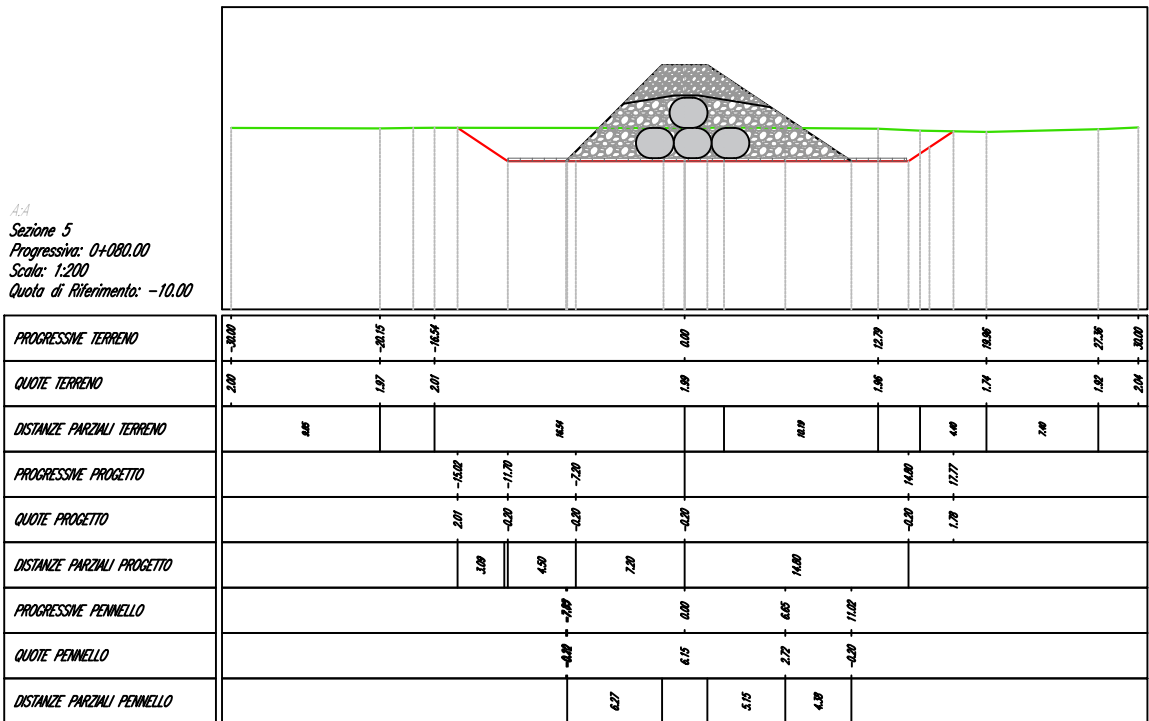 A:A
Sezione 5
Progressiva: 0+080.00
Scala: 1:200
Quota di Riferimento: -10.00
PROGRESSIVE TERRENO -30.00 -20.15 -16.54 0.00 12.79 19.96 27.36 30.00
QUOTE TERRENO 2.00 1.97 2.01 1.99 1.96 1.74 1.92 2.04
DISTANZE PARZIALI TERRENO 9.85 16.54 10.19 4.40 7.40
PROGRESSIVE PROGETTO -15.02 -11.70 -7.20 14.80 17.77
QUOTE PROGETTO 2.01 -0.20 -0.20 -0.20 -0.20 1.78
DISTANZE PARZIALI PROGETTO 3.09 4.50 7.20 14.80
PROGRESSIVE PENNELLO 0.00 6.65 11.02
QUOTE PENNELLO 6.15 2.72 -0.20
DISTANZE PARZIALI PENNELLO 6.27 5.15 4.38